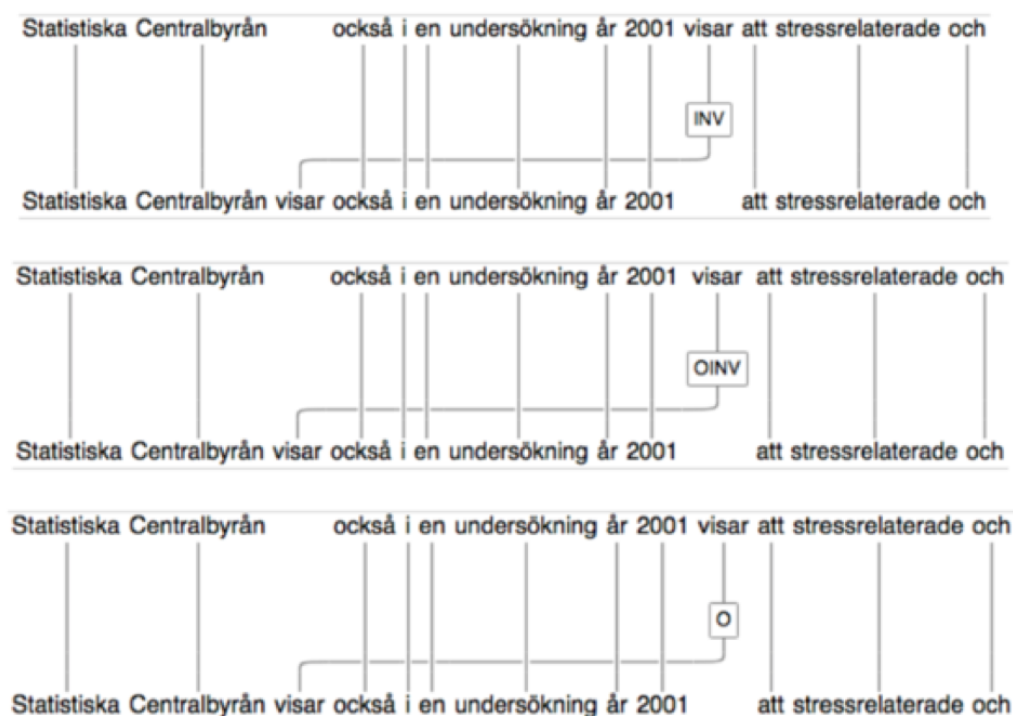 Statistiska Centralbyrån också i en undersökning år 2001 visar att stressrelaterade och
INV
Statistiska Centralbyrån visar också i en undersökning år 2001 att stressrelaterade och
Statistiska Centralbyrån också i en undersökning år 2001 visar att stressrelaterade och
OINV
Statistiska Centralbyrån visar också i en undersökning år 2001 att stressrelaterade och
Statistiska Centralbyrån också i en undersökning år 2001 visar att stressrelaterade och
O
Statistiska Centralbyrån visar också i en undersökning år 2001 att stressrelaterade och